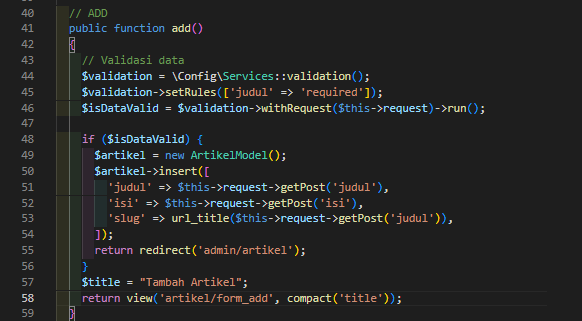 40 // ADD
41 public function add()
42 {
43 // Validasi data
44 $validation = \Config\Services::validation();
45 $validation->setRules(['judul' => 'required']);
46 $isDataValid = $validation->withRequest($this->request)->run();
47
48 if ($isDataValid) {
49 $artikel = new ArtikelModel();
50 $artikel->insert([
51 'judul' => $this->request->getPost('judul'),
52 'isi' => $this->request->getPost('isi'),
53 'slug' => url_title($this->request->getPost('judul')),
54 ]);
55 return redirect('admin/artikel');
56 }
57 $title = "Tambah Artikel";
58 return view('artikel/form_add', compact('title'));
59 }